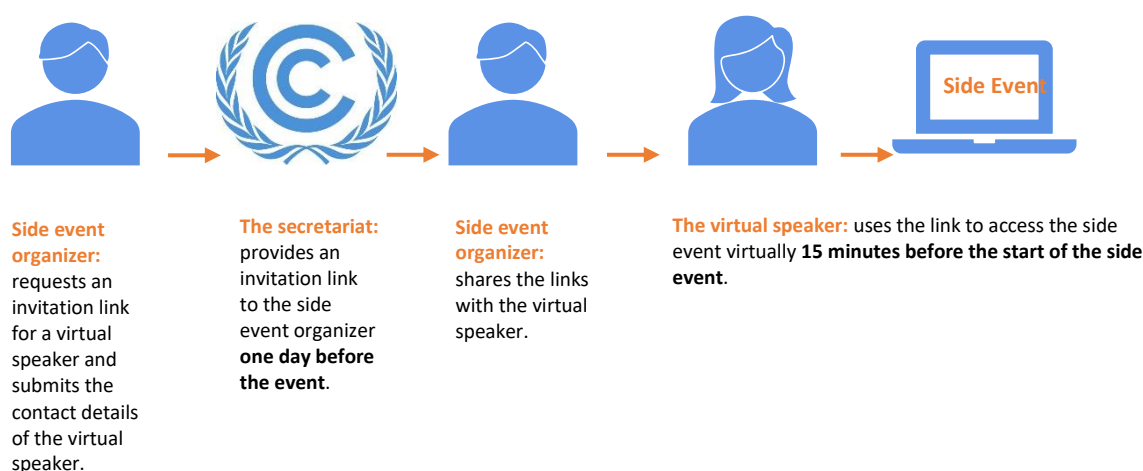 Side Event
Side event
organizer:
requests an
invitation link
for a virtual
speaker and
submits the
contact details
of the virtual
speaker.
The secretariat:
provides an
invitation link
to the side
event organizer
one day before
the event.
Side event
organizer:
shares the links
with the virtual
speaker.
The virtual speaker: uses the link to access the side
event virtually 15 minutes before the start of the side
event.